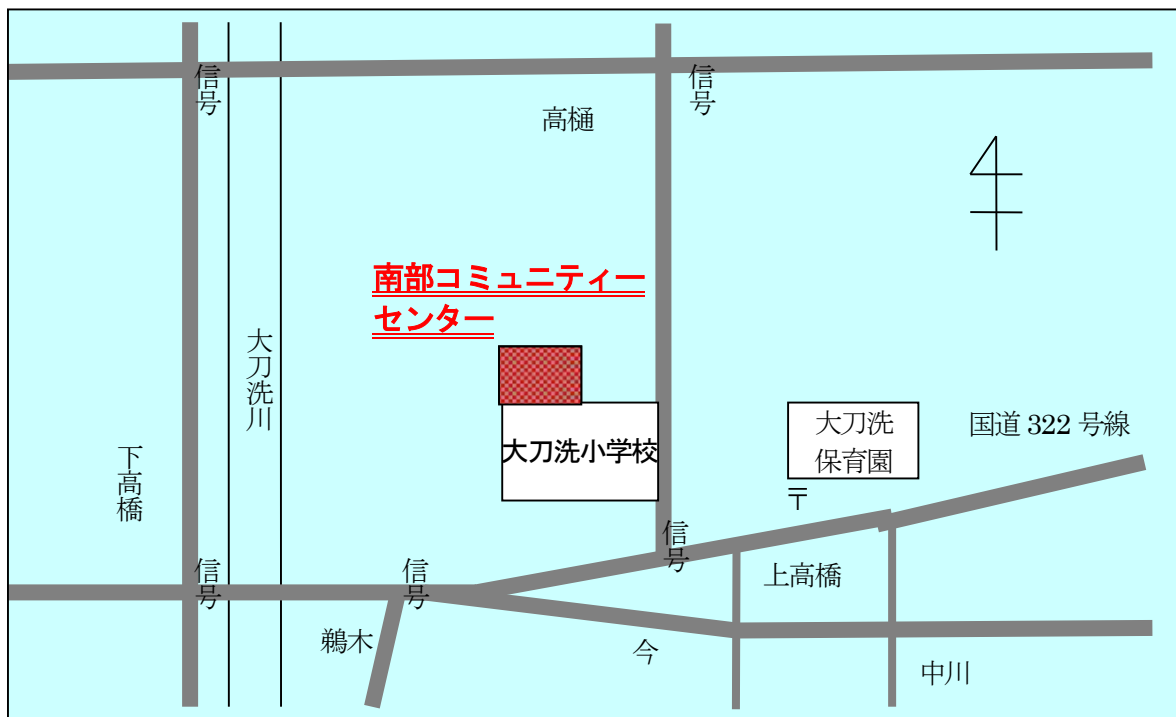 信号
信号
高樋
南部コミュニティー
センター
大刀洗川
大刀洗小学校
大刀洗
保育園
国道 322 号線
下高橋
〒
信号
信号
信号
上高橋
鵜木
今
中川